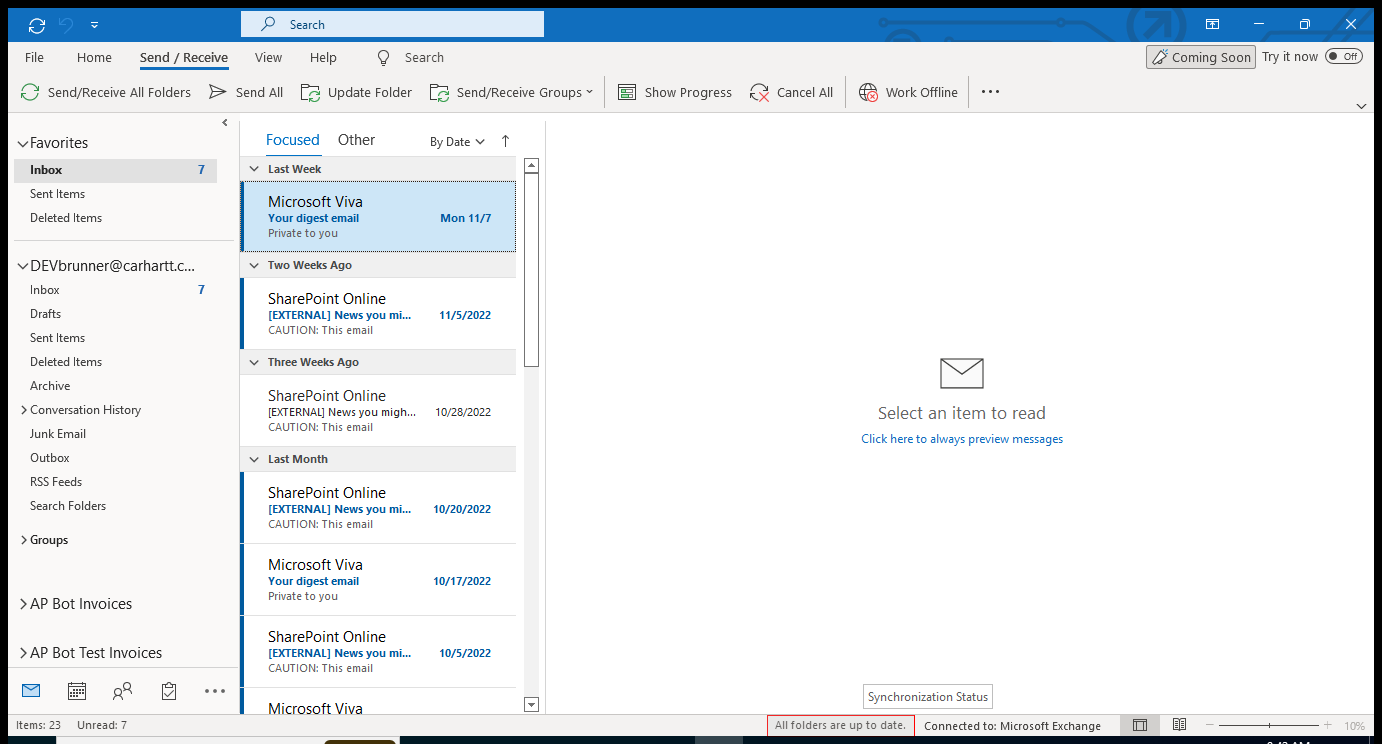 Search
File Home Send / Receive View Help Search
Coming Soon Try it now Off
Send/Receive All Folders Send All Update Folder Send/Receive Groups Show Progress Cancel All Work Offline
Favorites
Inbox 7
Sent Items
Deleted Items
DEVbrunner@carhartt.c...
Inbox 7
Drafts
Sent Items
Deleted Items
Archive
Conversation History
Junk Email
Outbox
RSS Feeds
Search Folders
Groups
AP Bot Invoices
AP Bot Test Invoices
Focused Other By Date
Last Week
Microsoft Viva
Your digest email Mon 11/7
Private to you
Two Weeks Ago
SharePoint Online
[EXTERNAL] News you mi... 11/5/2022
CAUTION: This email
Three Weeks Ago
SharePoint Online
[EXTERNAL] News you migh... 10/28/2022
CAUTION: This email
Last Month
SharePoint Online
[EXTERNAL] News you mi... 10/20/2022
CAUTION: This email
Microsoft Viva
Your digest email 10/17/2022
Private to you
SharePoint Online
[EXTERNAL] News you mi... 10/5/2022
CAUTION: This email
Microsoft Viva
Select an item to read
Click here to always preview messages
Synchronization Status
Items: 23 Unread: 7 All folders are up to date. Connected to: Microsoft Exchange 10%